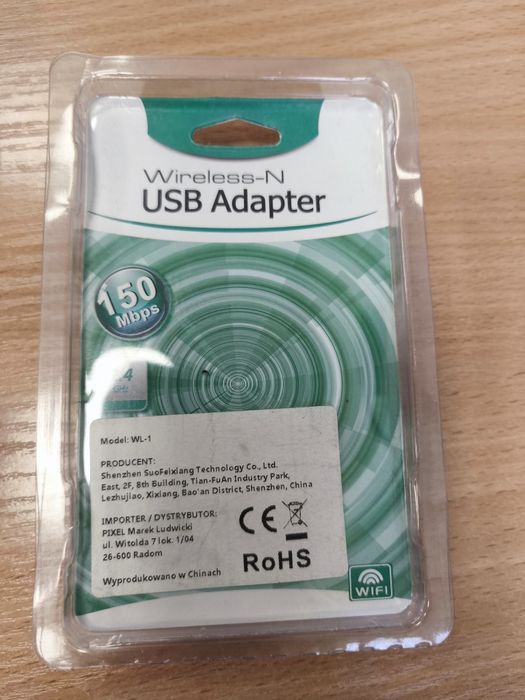 Wireless-N
USB Adapter
150
Mbps
.4
GHz
Model: WL-1
PRODUCENT:
Shenzhen SuoFeixiang Technology Co., Ltd.
East, 2F, 8th Building, Tian-FuAn Industry Park,
Lezhujiao, Xixiang, Bao'an District, Shenzhen, China
IMPORTER / DYSTRYBUTOR:
PIXEL Marek Ludwicki
ul. Witolda 7 lok. 1/04
26-600 Radom
Wyprodukowano w Chinach
CE
RoHS
WIFI